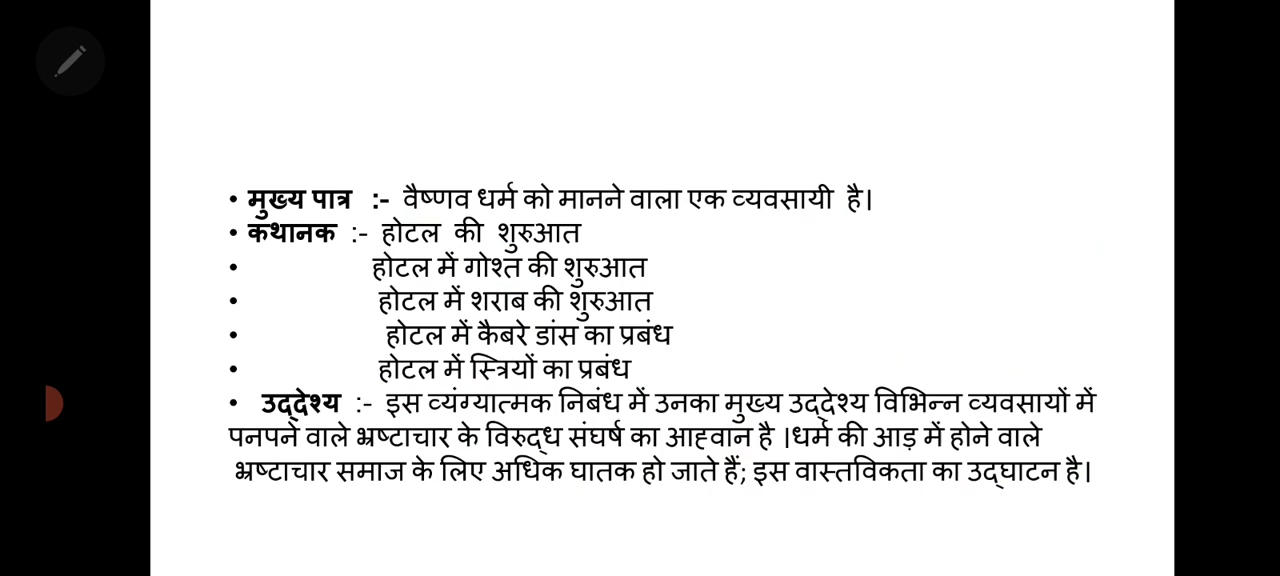 • मुख्य पात्र :- वैष्णव धर्म को मानने वाला एक व्यवसायी है।
• कथानक :- होटल की शुरुआत
• होटल में गोश्त की शुरुआत
• होटल में शराब की शुरुआत
• होटल में कैबरे डांस का प्रबंध
• होटल में स्त्रियों का प्रबंध
• उद्देश्य :- इस व्यंग्यात्मक निबंध में उनका मुख्य उद्देश्य विभिन्न व्यवसायों में
पनपने वाले भ्रष्टाचार के विरुद्ध संघर्ष का आह्वान है ।धर्म की आड़ में होने वाले
भ्रष्टाचार समाज के लिए अधिक घातक हो जाते हैं; इस वास्तविकता का उद्घाटन है।